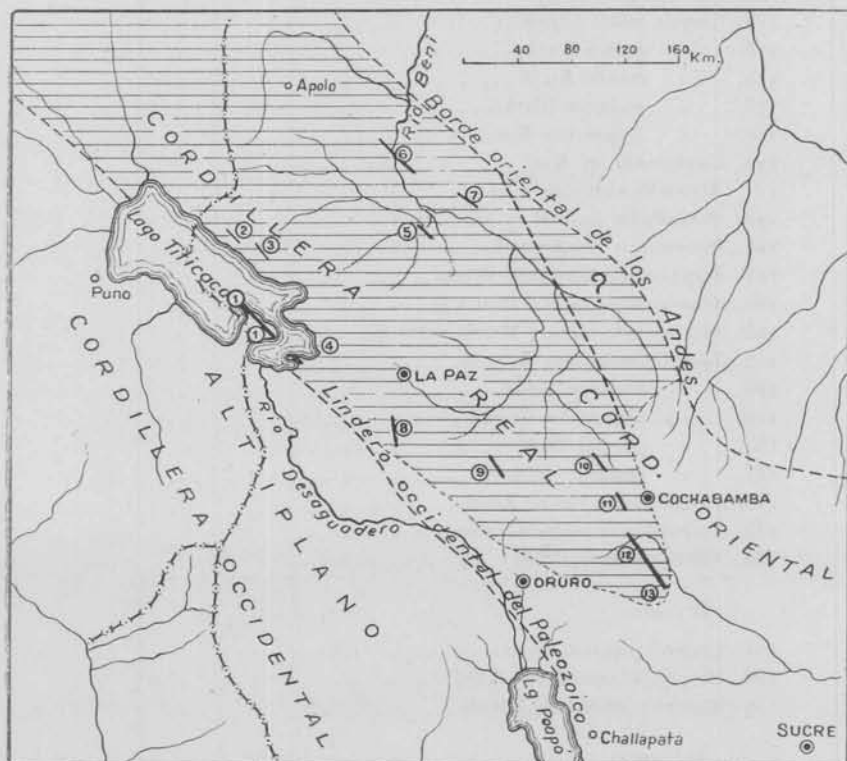 40 80 120 160 Km.
Apolo
Río Beni
Borde oriental de los Andes
CORDILLERA
REAL
6
7
2
3
5
Lago Titicaca
Puno
?
1
1
4
LA PAZ
CORDILLERA
OCCIDENTAL
ALTIPLANO
Río Desaguadero
Lindero occidental del Paleozoico
CORD. ORIENTAL
8
9
10
11
COCHABAMBA
12
13
ORURO
Lg Poopó
Challapata
SUCRE